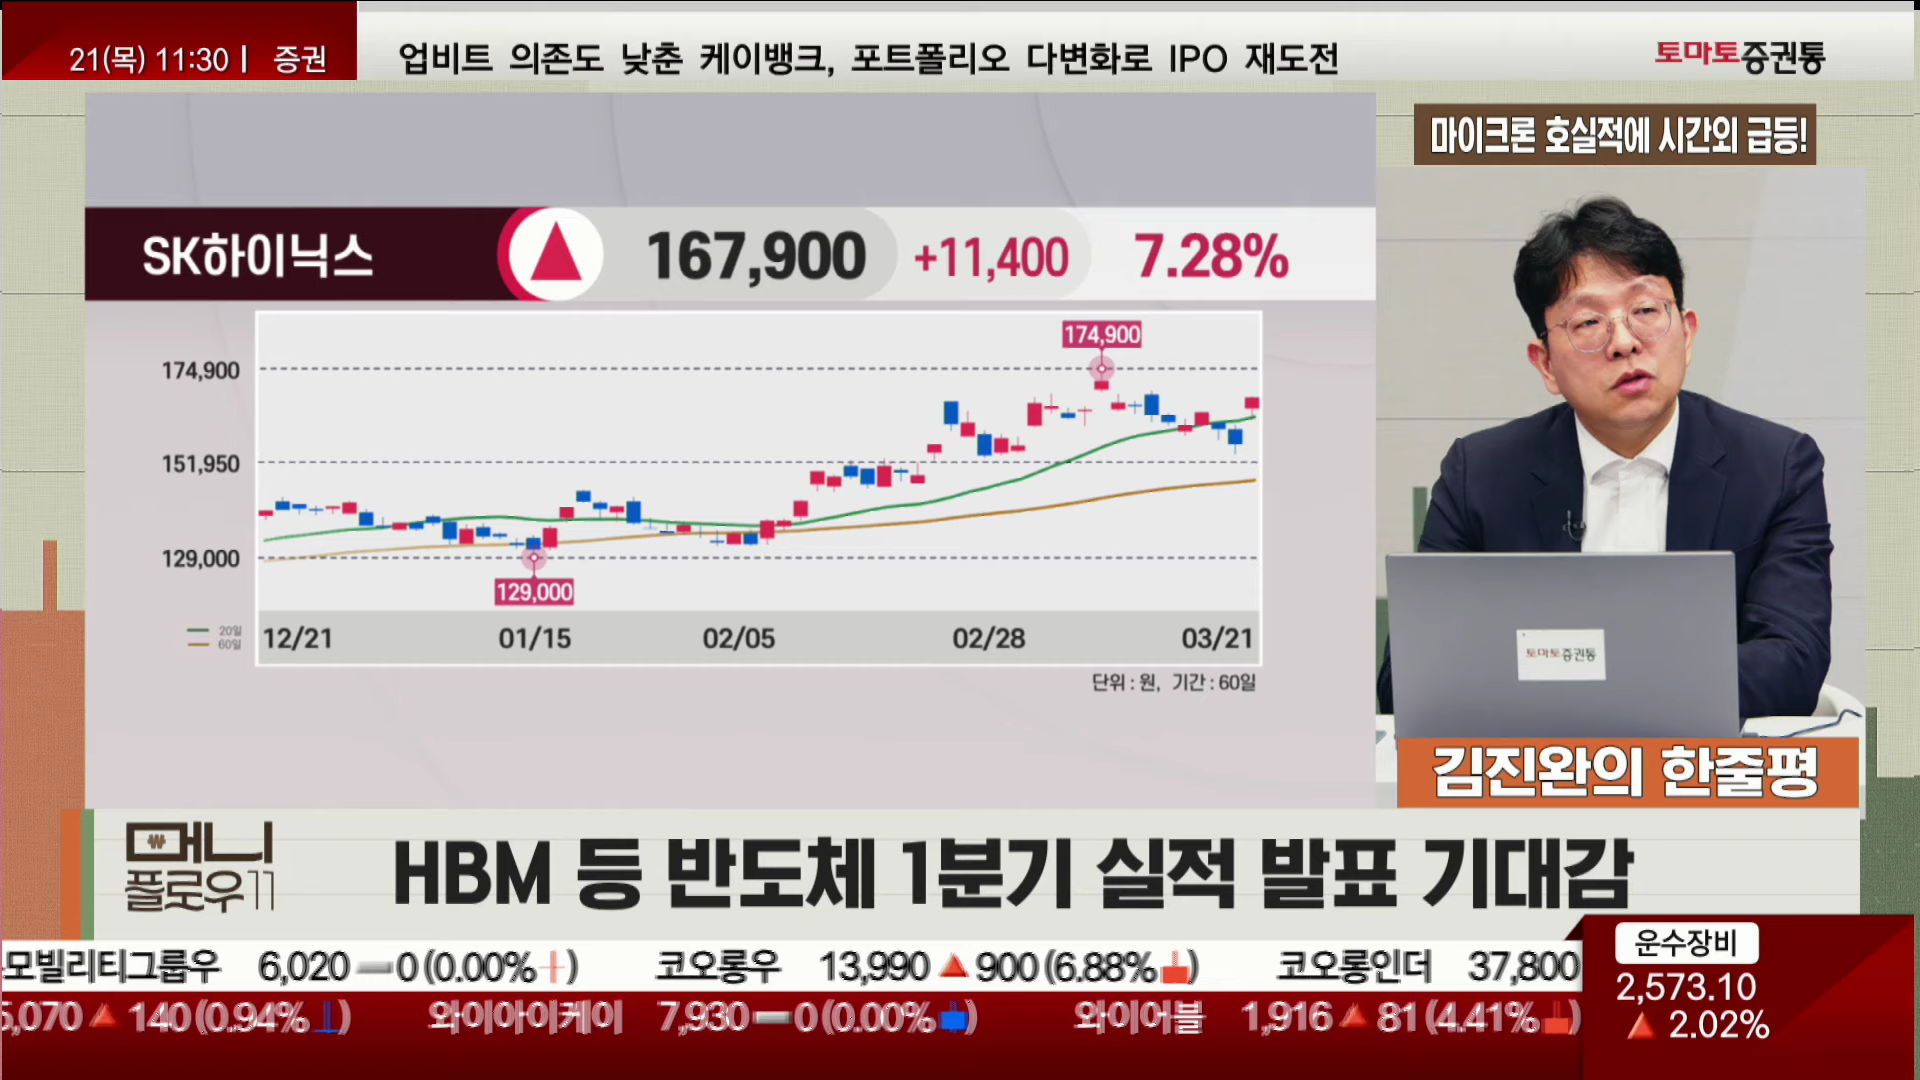 21(목) 11:30 | 증권
업비트 의존도 낮춘 케이뱅크, 포트폴리오 다변화로 IPO 재도전
토마토증권통
마이크론 호실적에 시간외 급등!
SK하이닉스 ▲ 167,900 +11,400 7.28%
174,900
174,900
151,950
129,000
129,000
20일
60일
12/21 01/15 02/05 02/28 03/21
단위 : 원, 기간 : 60일
토마토증권통
김진완의 한줄평
머니
플로우11
HBM 등 반도체 1분기 실적 발표 기대감
모빌리티그룹우 6,020 0(0.00%) 코오롱우 13,990 ▲900(6.88%) 코오롱인더 37,800
5,070 ▲140(0.94%) 와이아이케이 7,930 0(0.00%) 와이어블 1,916 ▲81(4.41%)
운수장비
2,573.10
▲ 2.02%